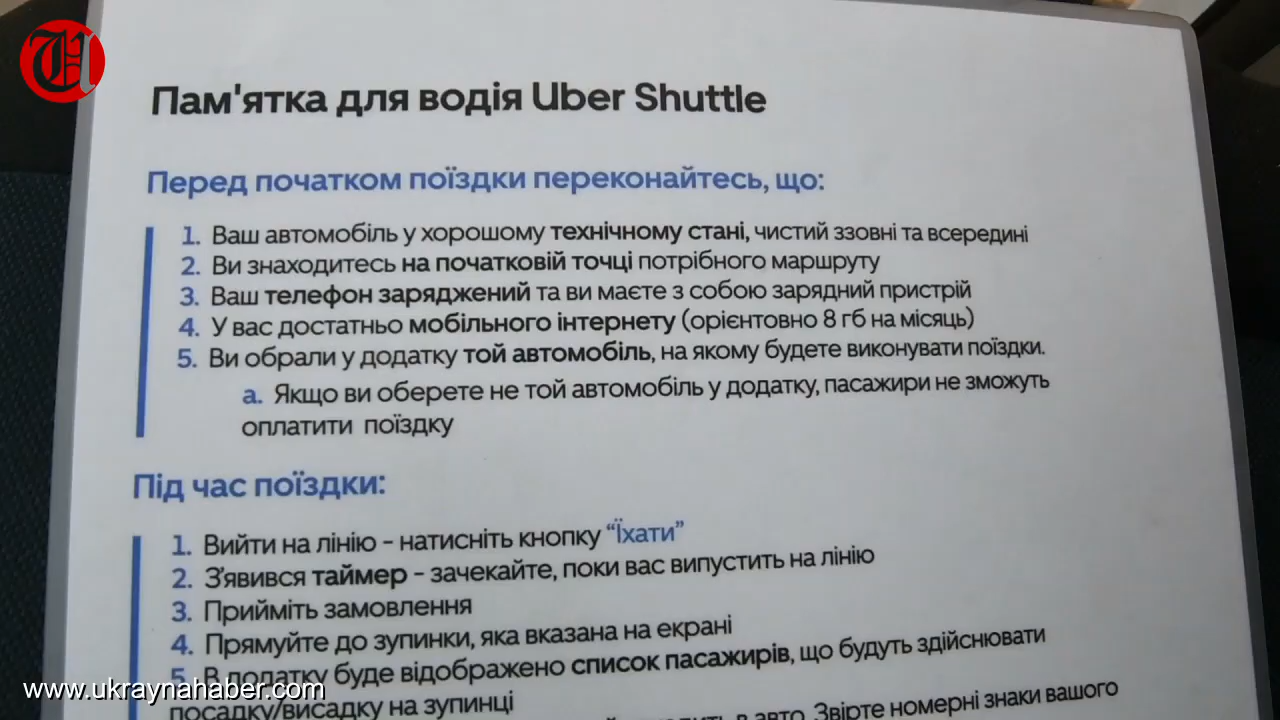 Пам'ятка для водія Uber Shuttle
Перед початком поїздки переконайтесь, що:
1. Ваш автомобіль у хорошому технічному стані, чистий ззовні та всередині
2. Ви знаходитесь на початковій точці потрібного маршруту
3. Ваш телефон заряджений та ви маєте з собою зарядний пристрій
4. У вас достатньо мобільного інтернету (орієнтовно 8 гб на місяць)
5. Ви обрали у додатку той автомобіль, на якому будете виконувати поїздки.
a. Якщо ви оберете не той автомобіль у додатку, пасажири не зможуть
оплатити поїздку
Під час поїздки:
1. Вийти на лінію - натисніть кнопку “Їхати”
2. З'явився таймер - зачекайте, поки вас випустить на лінію
3. Прийміть замовлення
4. Прямуйте до зупинки, яка вказана на екрані
5. В додатку буде відображено список пасажирів, що будуть здійснювати
посадку/висадку на зупинці
в авто. Звірте номерні знаки вашого
www.ukraynahaber.com